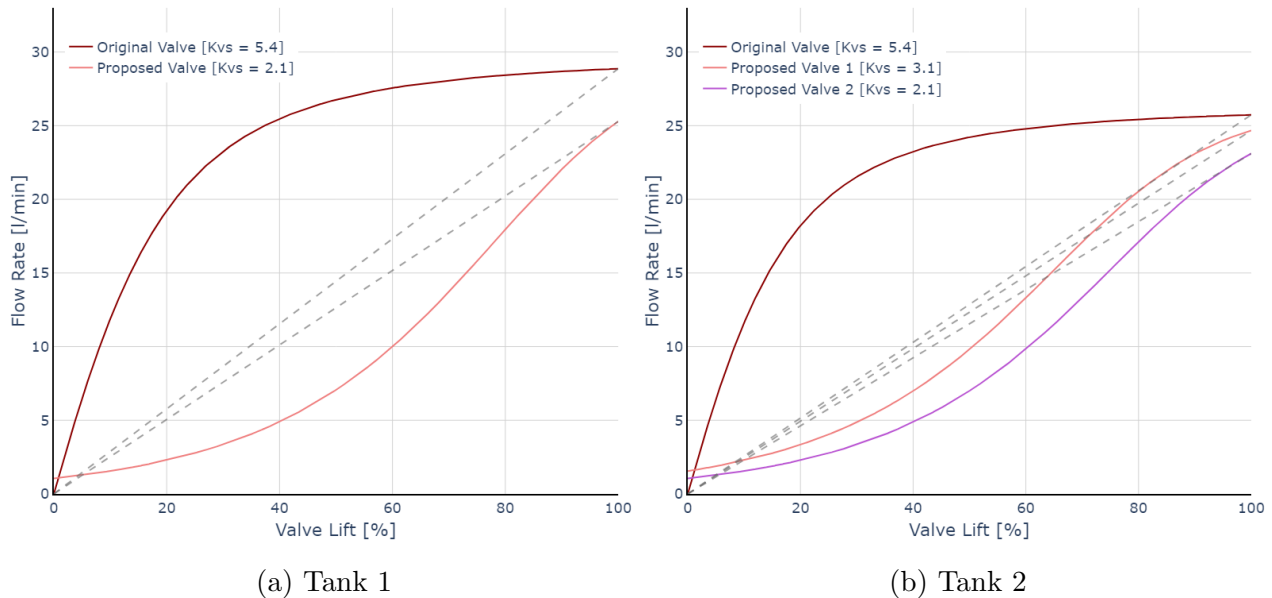 Original Valve [Kvs = 5.4]
Proposed Valve [Kvs = 2.1]
Flow Rate [l/min]
30
25
20
15
10
5
0
0 20 40 60 80 100
Valve Lift [%]
(a) Tank 1
Original Valve [Kvs = 5.4]
Proposed Valve 1 [Kvs = 3.1]
Proposed Valve 2 [Kvs = 2.1]
Flow Rate [l/min]
30
25
20
15
10
5
0
0 20 40 60 80 100
Valve Lift [%]
(b) Tank 2